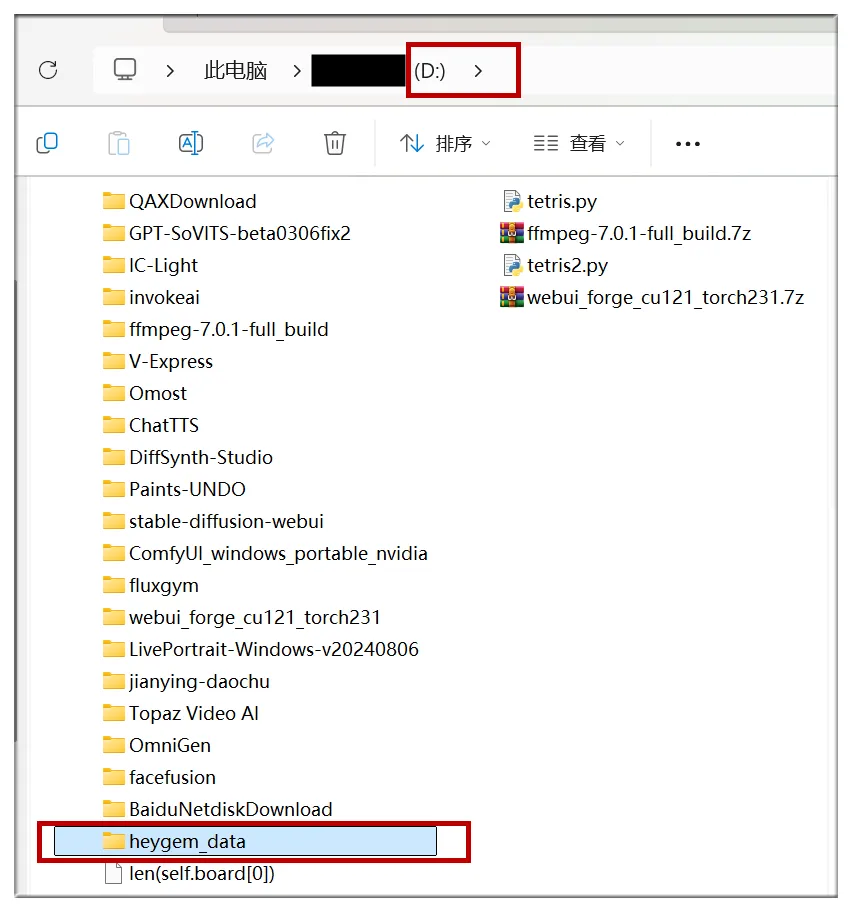 此电脑 (D:)
排序 查看
QAXDownload
GPT-SoVITS-beta0306fix2
IC-Light
invokeai
ffmpeg-7.0.1-full_build
V-Express
Omost
ChatTTS
DiffSynth-Studio
Paints-UNDO
stable-diffusion-webui
ComfyUI_windows_portable_nvidia
fluxgym
webui_forge_cu121_torch231
LivePortrait-Windows-v20240806
jianying-daochu
Topaz Video AI
OmniGen
facefusion
BaiduNetdiskDownload
heygem_data
len(self.board[0])
tetris.py
ffmpeg-7.0.1-full_build.7z
tetris2.py
webui_forge_cu121_torch231.7z